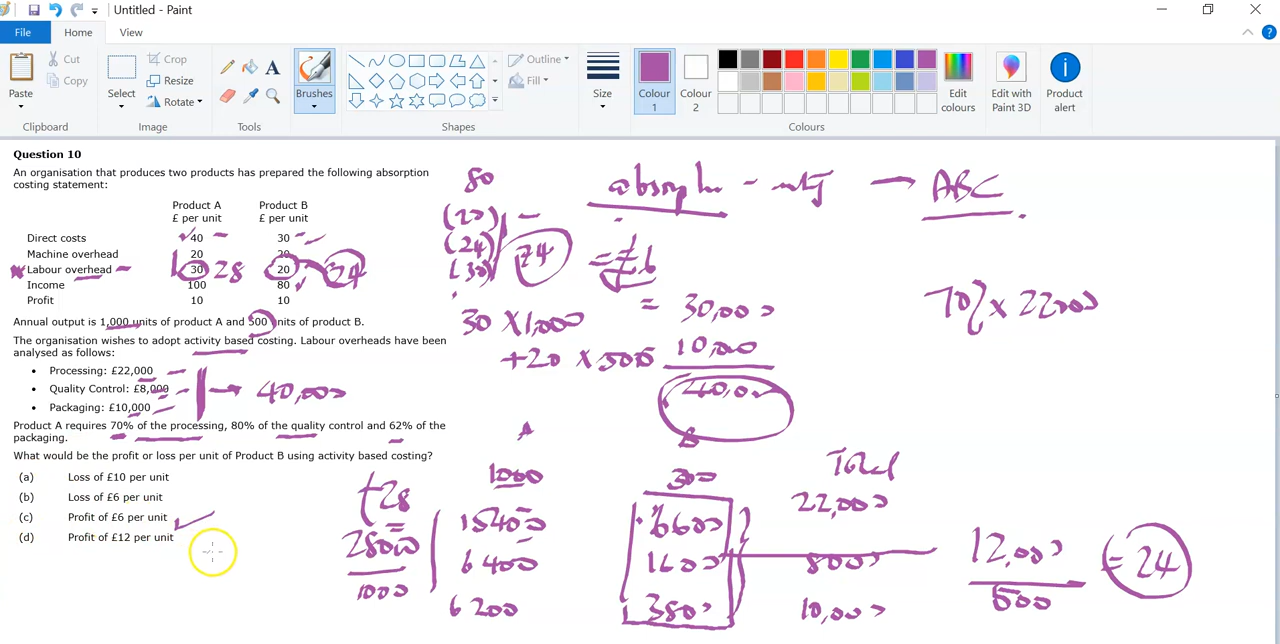 Untitled - Paint
File Home View
Paste
Cut
Copy
Clipboard
Select
Crop
Resize
Rotate
Image
A
Tools
Brushes
Shapes
Outline
Fill
Size
Colour 1
Colour 2
Colours
Edit colours
Edit with Paint 3D
Product alert
Question 10
An organisation that produces two products has prepared the following absorption
costing statement:
Product A Product B
£ per unit £ per unit
Direct costs 40 30
Machine overhead 20 20
Labour overhead 30 28 20 24
Income 100 80
Profit 10 10
Annual output is 1,000 units of product A and 500 units of product B.
The organisation wishes to adopt activity based costing. Labour overheads have been
analysed as follows:
• Processing: £22,000
• Quality Control: £8,000
• Packaging: £10,000
40,000
Product A requires 70% of the processing, 80% of the quality control and 62% of the
packaging.
What would be the profit or loss per unit of Product B using activity based costing?
(a) Loss of £10 per unit
(b) Loss of £6 per unit
(c) Profit of £6 per unit
(d) Profit of £12 per unit
80
(20)
(24)
(30)
74
= £6
ABC
30 x 1,000 = 30,000
+20 x 500 10,000
40,00
70% x 22000
A B Total
1000 22,000
£28
28000
1000
15400 6600
6400 1600 8000
6200 3800 10,000
12,000
500
= 24